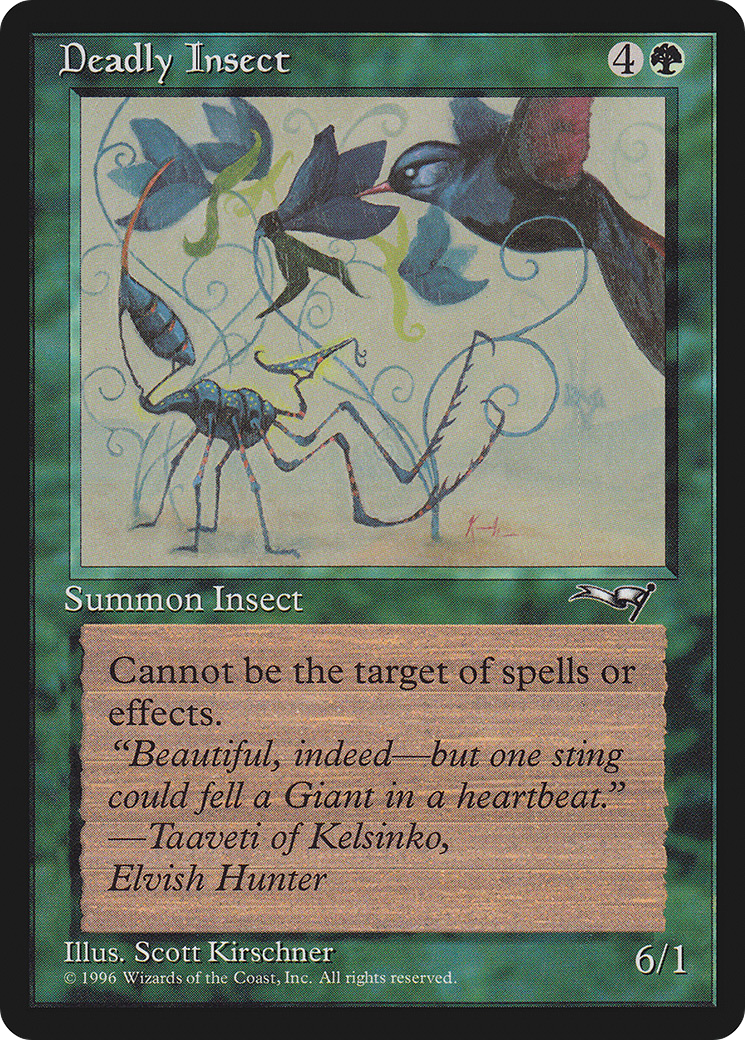 Deadly Insect
4
Summon Insect
Cannot be the target of spells or
effects.
“Beautiful, indeed—but one sting
could fell a Giant in a heartbeat.”
—Taaveti of Kelsinko,
Elvish Hunter
Illus. Scott Kirschner
6/1
© 1996 Wizards of the Coast, Inc. All rights reserved.